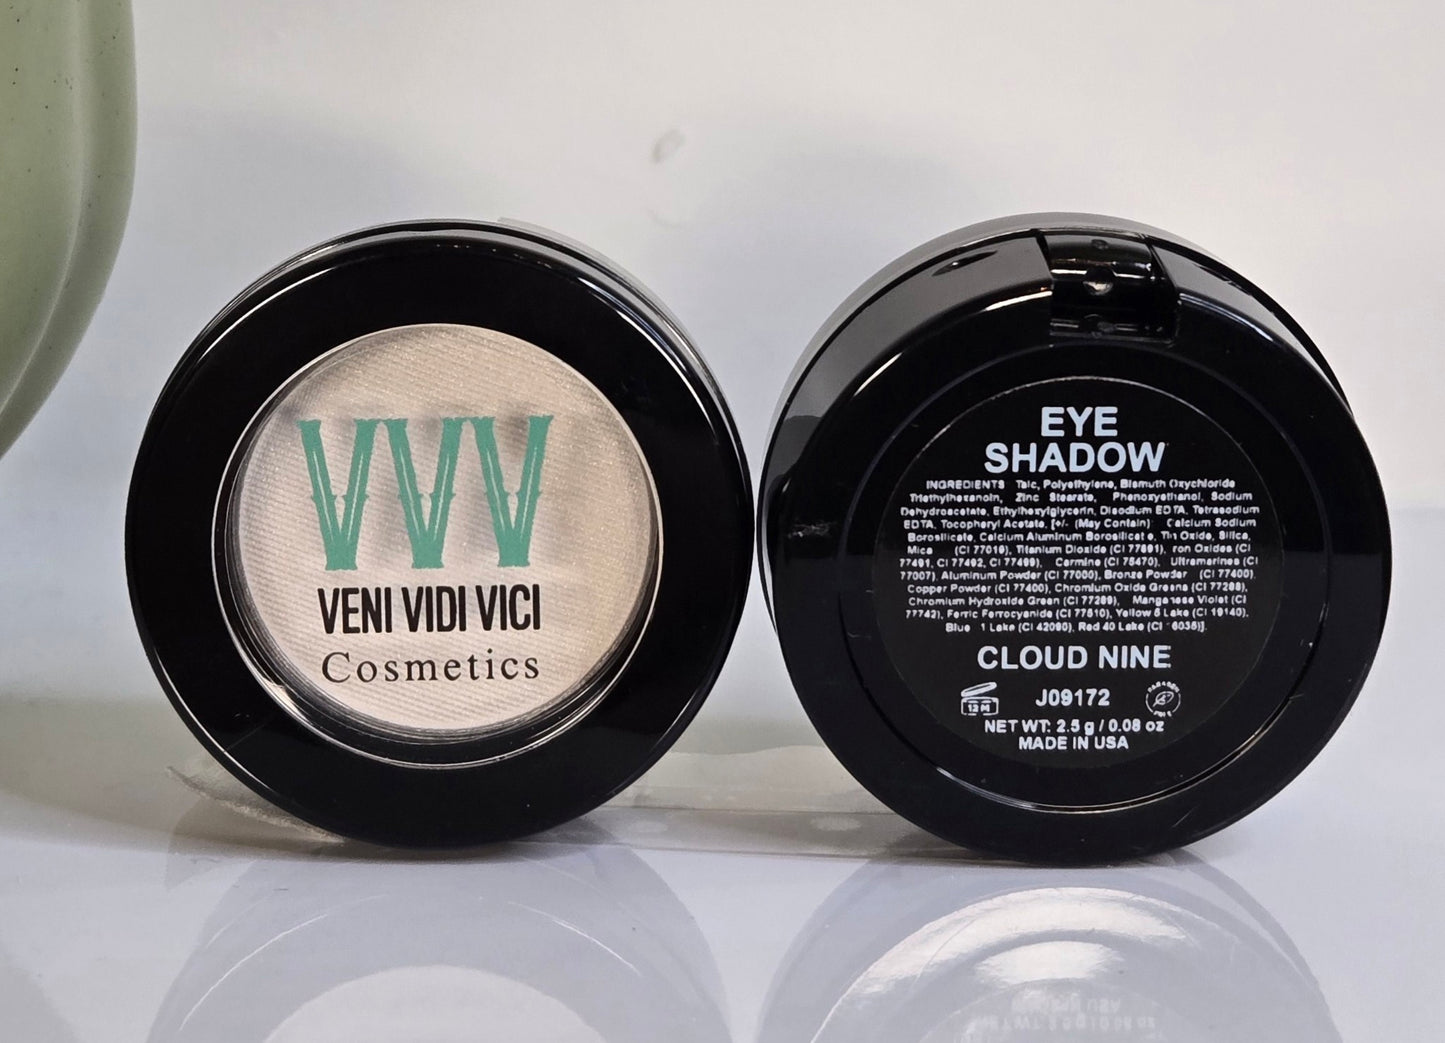 VVV
VENI VIDI VICI
Cosmetics
EYE
SHADOW
INGREDIENTS Talc, Polyethylene, Bismuth Oxychloride
Triethylhexanoin, Zinc Stearate, Phenoxyethanol, Sodium
Dehydroacetate, Ethylhexylglycerin, Disodium EDTA, Tetrasodium
EDTA, Tocopheryl Acetate, [+/- (May Contain) Calcium Sodium
Borosilicate, Calcium Aluminum Borosilicate, Tin Oxide, Silica,
Mica (CI 77019), Titanium Dioxide (CI 77891), ron Oxides (CI
77491, CI 77492, CI 77499), Carmine (CI 75470), Ultramarines (CI
77007), Aluminum Powder (CI 77000), Bronze Powder (CI 77400),
Copper Powder (CI 77400), Chromium Oxide Greens (CI 77288),
Chromium Hydroxide Green (CI 77289), Manganese Violet (CI
77742), Ferric Ferrocyanide (CI 77510), Yellow 5 Lake (CI 19140),
Blue 1 Lake (CI 42090), Red 40 Lake (CI 6035)]
CLOUD NINE
12 M
J09172
PARABEN
NET WT: 2.5 g / 0.08 oz
MADE IN USA